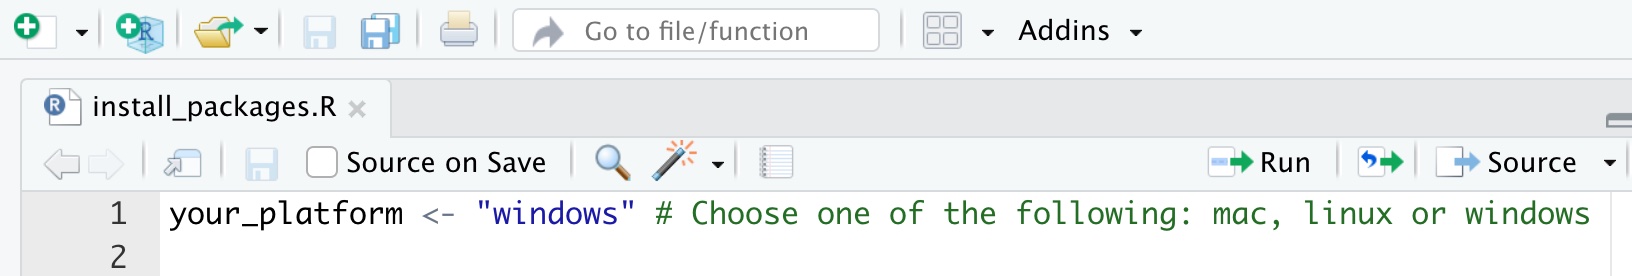 Go to file/function Addins
install_packages.R
Source on Save Run Source
1 your_platform <- "windows" # Choose one of the following: mac, linux or windows
2